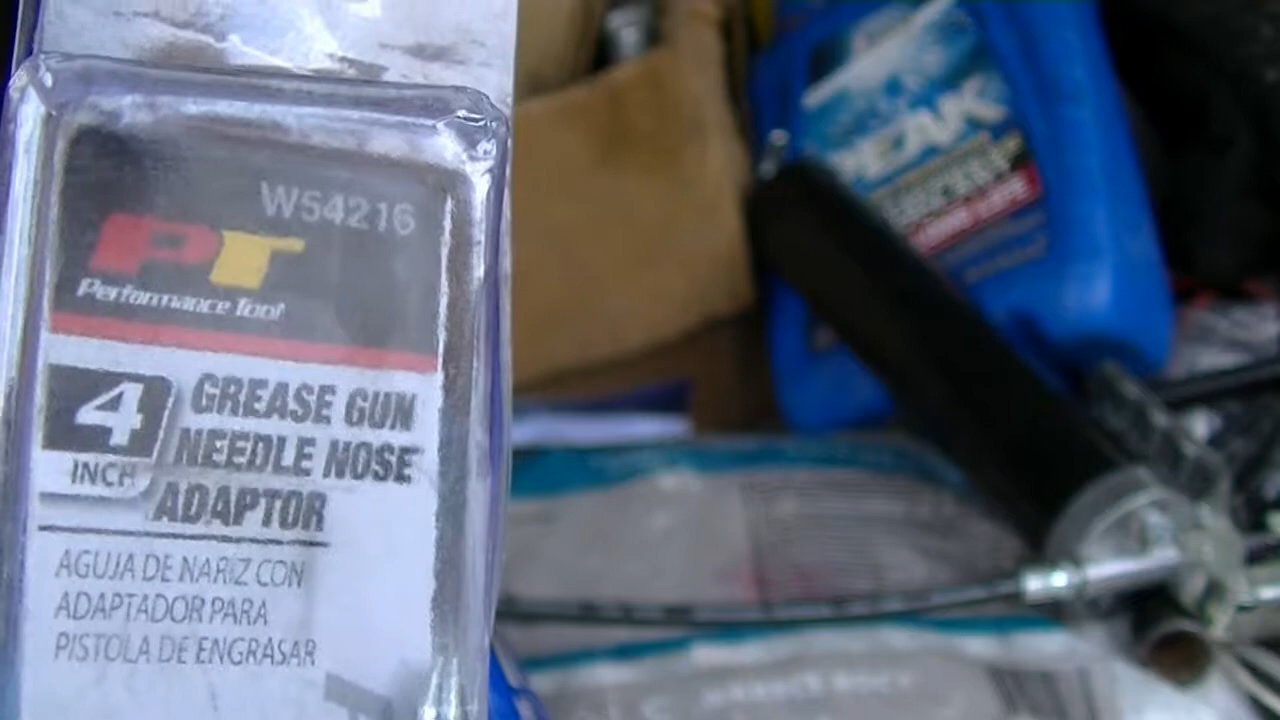 W54216
PT
Performance Tool
4
INCH
GREASE GUN
NEEDLE NOSE
ADAPTOR
AGUJA DE NARIZ CON
ADAPTADOR PARA
PISTOLA DE ENGRASAR
PEAK